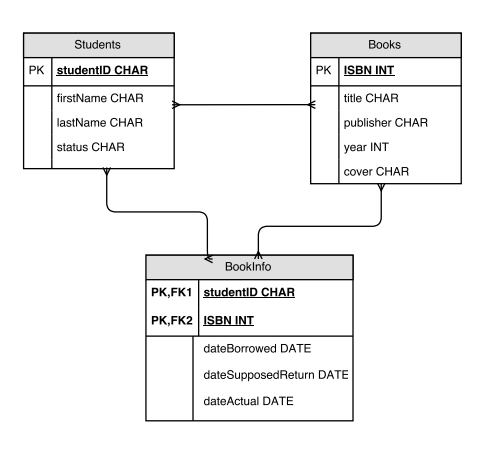 Students
PK studentID CHAR
firstName CHAR
lastName CHAR
status CHAR
Books
PK ISBN INT
title CHAR
publisher CHAR
year INT
cover CHAR
BookInfo
PK,FK1 studentID CHAR
PK,FK2 ISBN INT
dateBorrowed DATE
dateSupposedReturn DATE
dateActual DATE